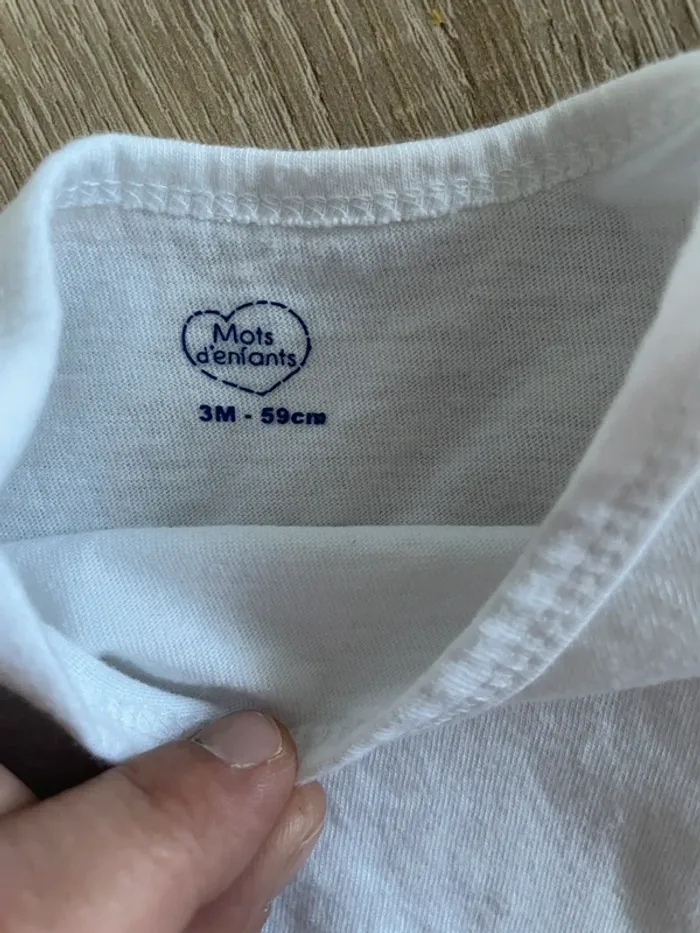 Mots
d'enfants
3M - 59cm